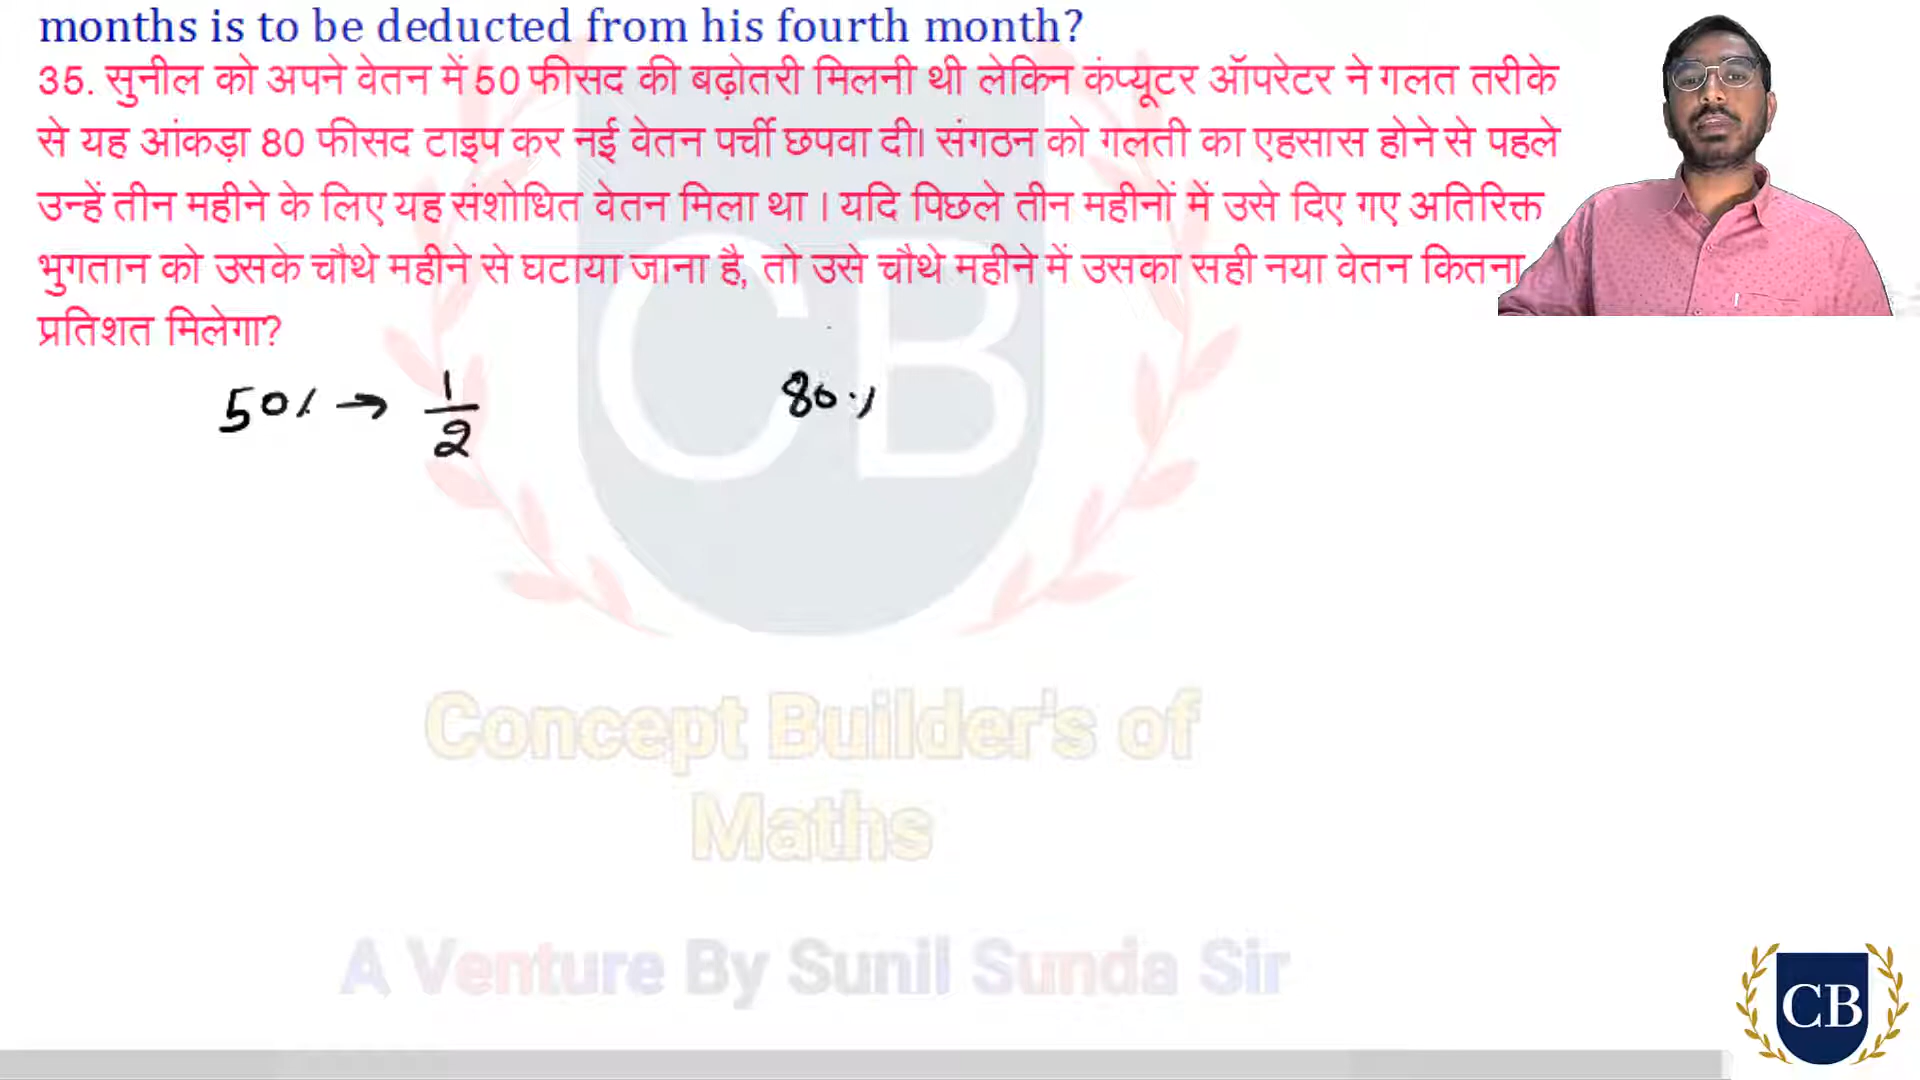 months is to be deducted from his fourth month?
35. सुनील को अपने वेतन में 50 फीसद की बढ़ोतरी मिलनी थी लेकिन कंप्यूटर ऑपरेटर ने गलत तरीके
से यह आंकड़ा 80 फीसद टाइप कर नई वेतन पर्ची छपवा दी। संगठन को गलती का एहसास होने से पहले
उन्हें तीन महीने के लिए यह संशोधित वेतन मिला था । यदि पिछले तीन महीनों में उसे दिए गए अतिरिक्त
भुगतान को उसके चौथे महीने से घटाया जाना है, तो उसे चौथे महीने में उसका सही नया वेतन कितना
प्रतिशत मिलेगा?
50% → 1/2 80%
CB
Concept Builder's of
Maths
A Venture By Sunil Sunda Sir
CB